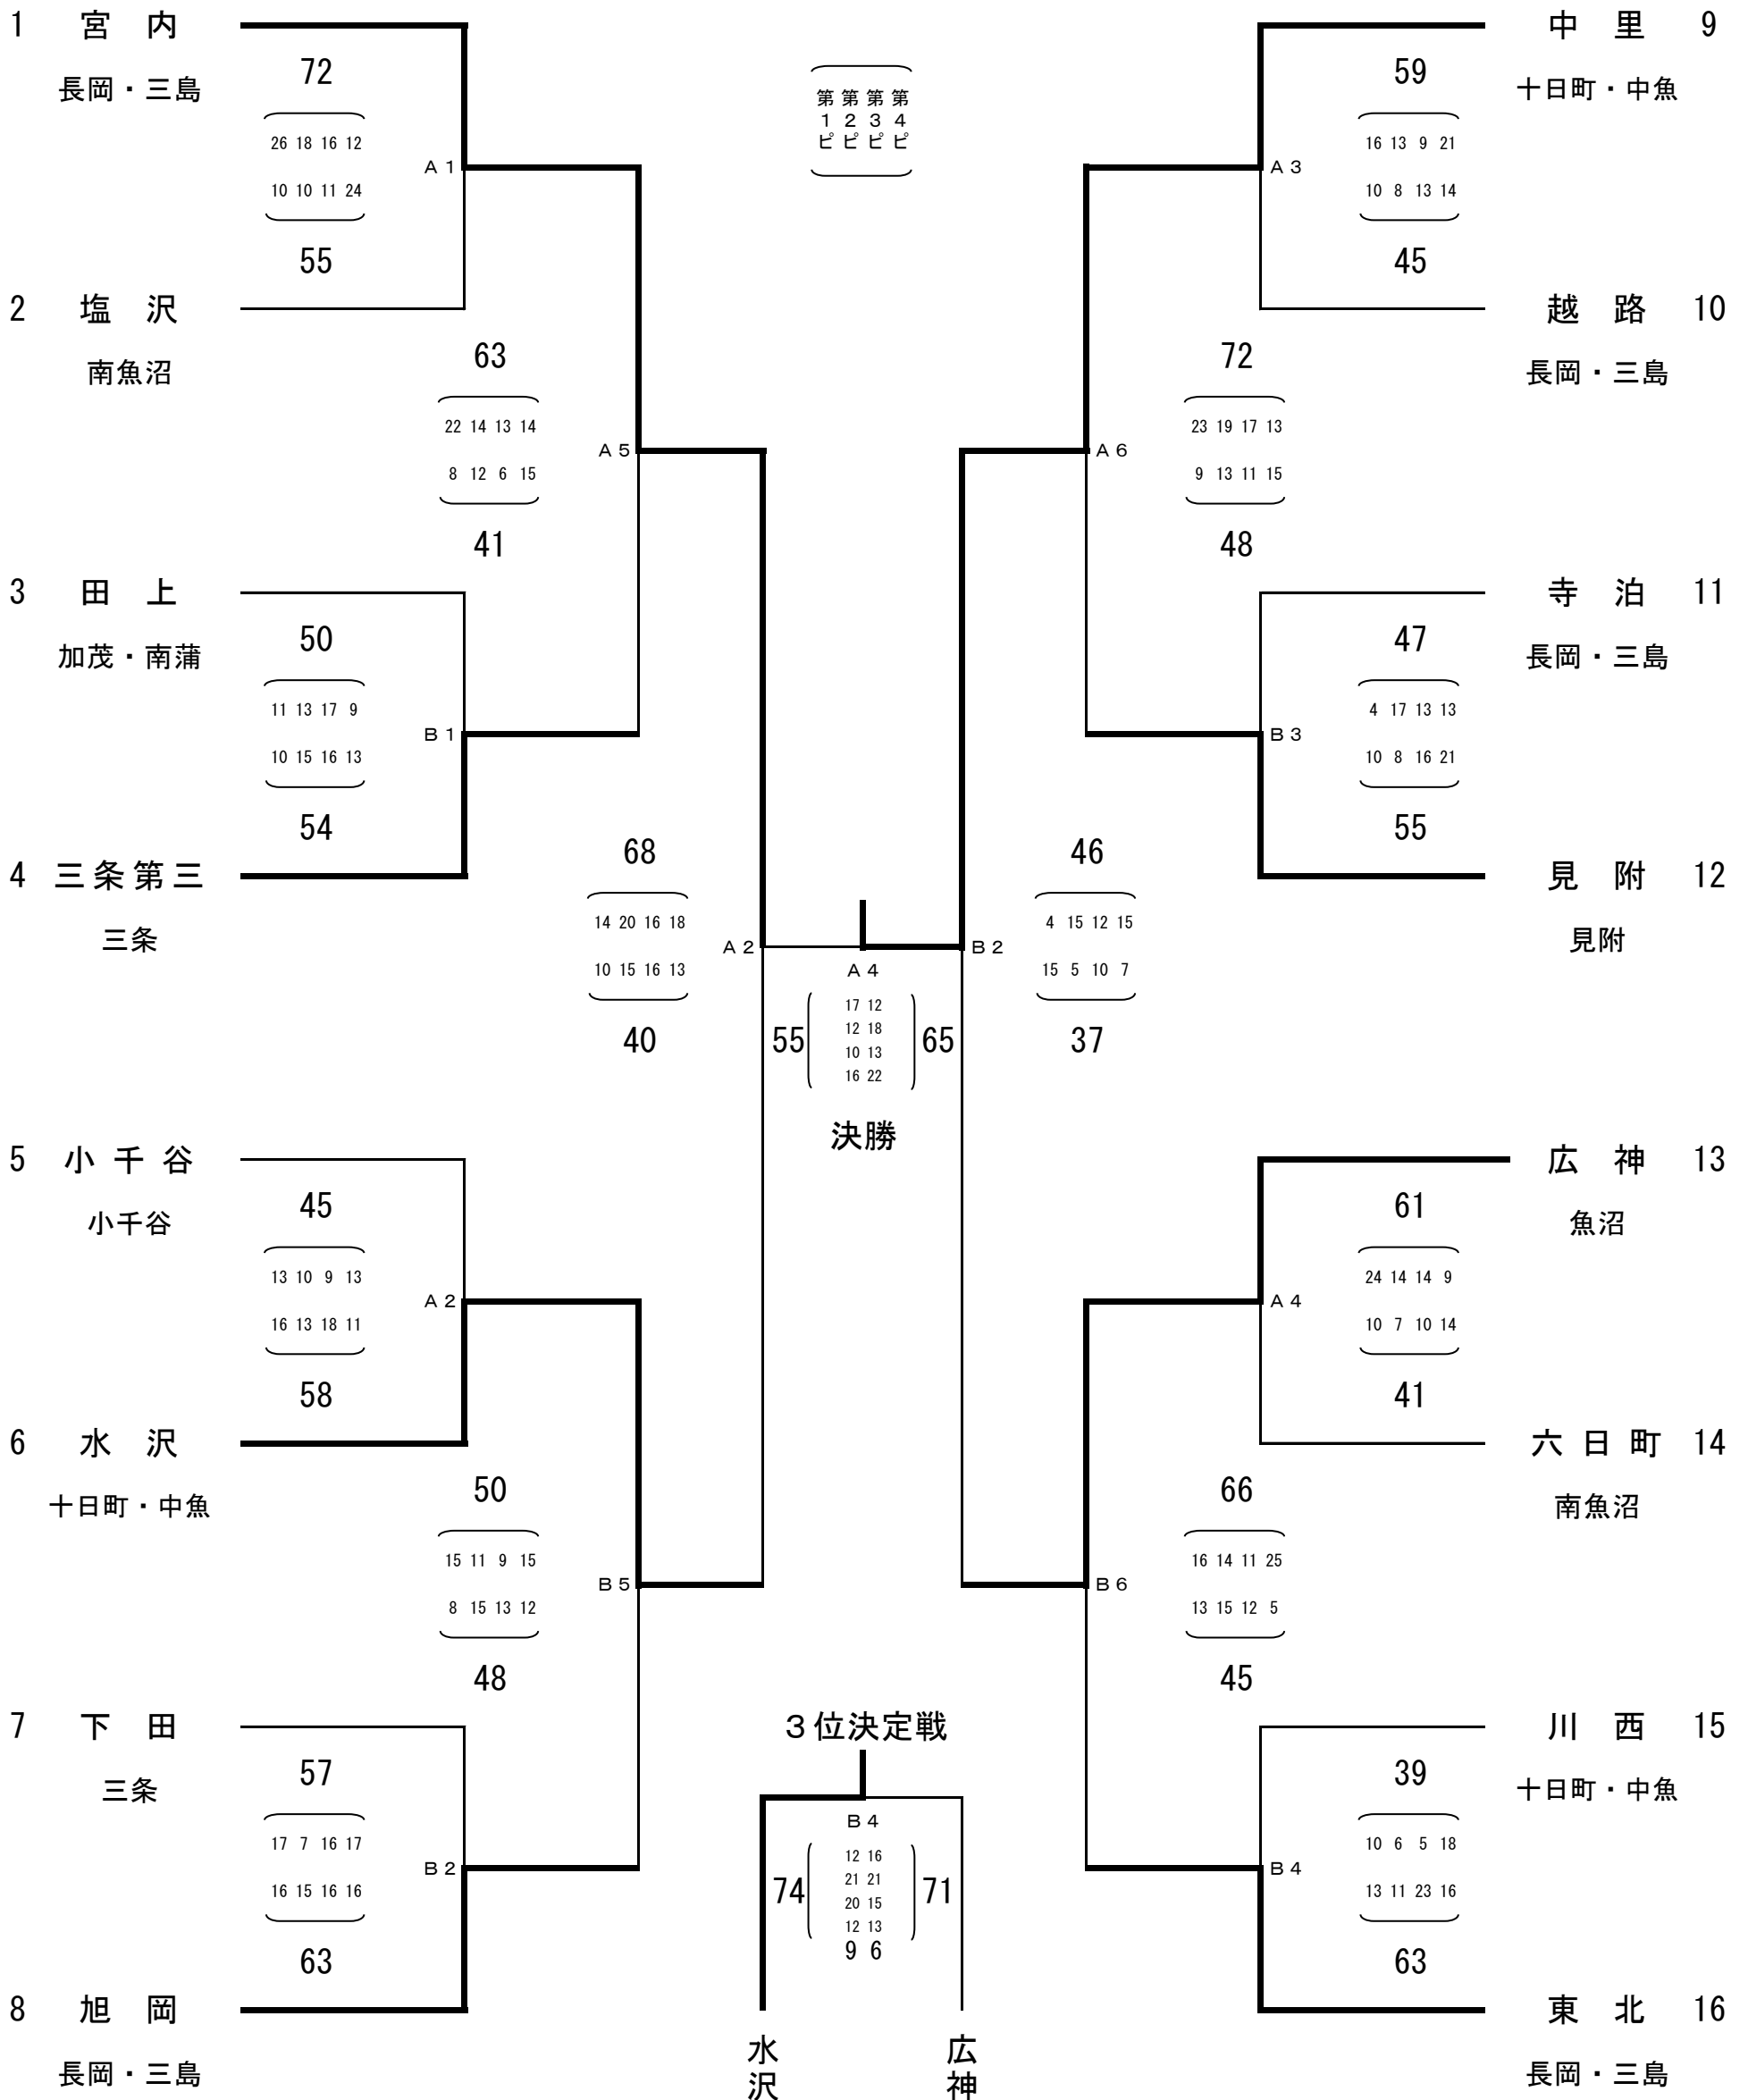 1 宮内
長岡・三島
72
26 18 16 12
A1
10 10 11 24
55
2 塩沢
南魚沼
63
22 14 13 14
A5
8 12 6 15
41
3 田上
加茂・南蒲
50
11 13 17 9
B1
10 15 16 13
54
4 三条第三
三条
68
14 20 16 18
A2
10 15 16 13
40
5 小千谷
小千谷
45
13 10 9 13
A2
16 13 18 11
58
6 水沢
十日町・中魚
50
15 11 9 15
B5
8 15 13 12
48
7 下田
三条
57
17 7 16 17
B2
16 15 16 16
63
8 旭岡
長岡・三島
第 第 第 第
1 2 3 4
ピ ピ ピ ピ
A4
17 12
12 18
55 65
10 13
16 22
決勝
3位決定戦
B4
12 16
21 21
74 71
20 15
12 13
9 6
水沢
広神
中里 9
十日町・中魚
59
16 13 9 21
A3
10 8 13 14
45
越路 10
長岡・三島
72
23 19 17 13
A6
9 13 11 15
48
寺泊 11
長岡・三島
47
4 17 13 13
B3
10 8 16 21
55
見附 12
見附
46
4 15 12 15
B2
15 5 10 7
37
広神 13
魚沼
61
24 14 14 9
A4
10 7 10 14
41
六日町 14
南魚沼
66
16 14 11 25
B6
13 15 12 5
45
川西 15
十日町・中魚
39
10 6 5 18
B4
13 11 23 16
63
東北 16
長岡・三島